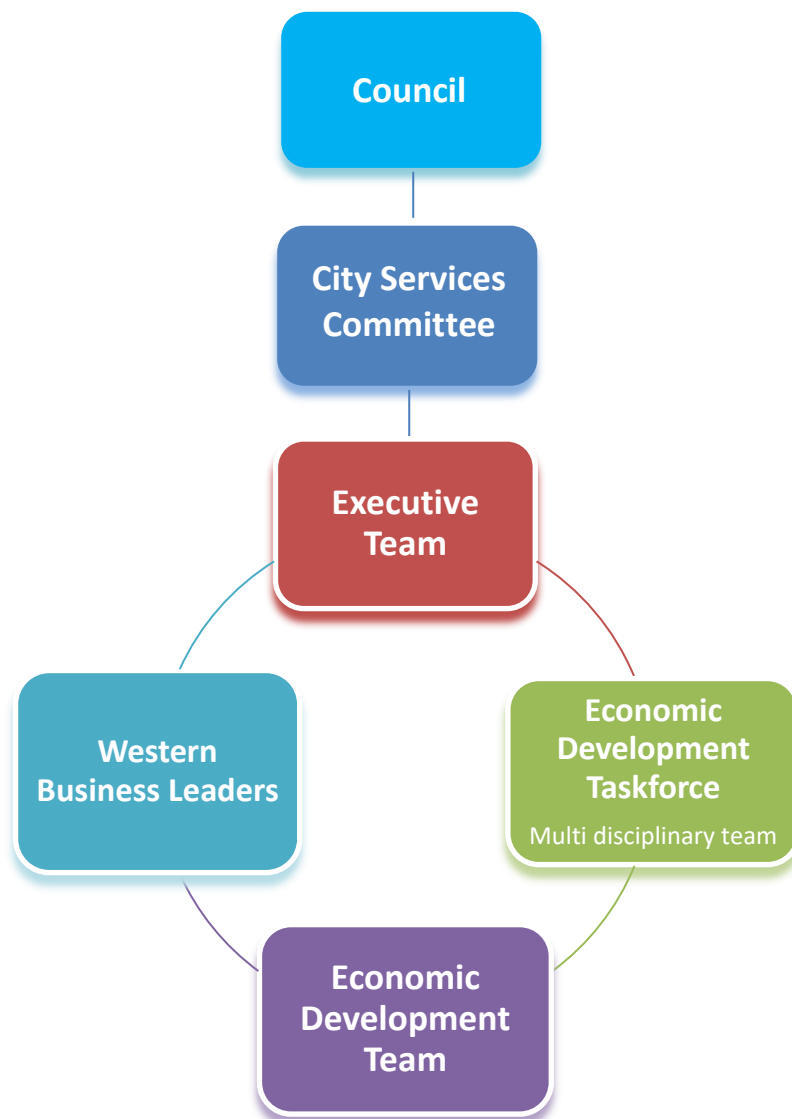 Council
City Services
Committee
Executive
Team
Western
Business Leaders
Economic
Development
Taskforce
Multi disciplinary team
Economic
Development
Team